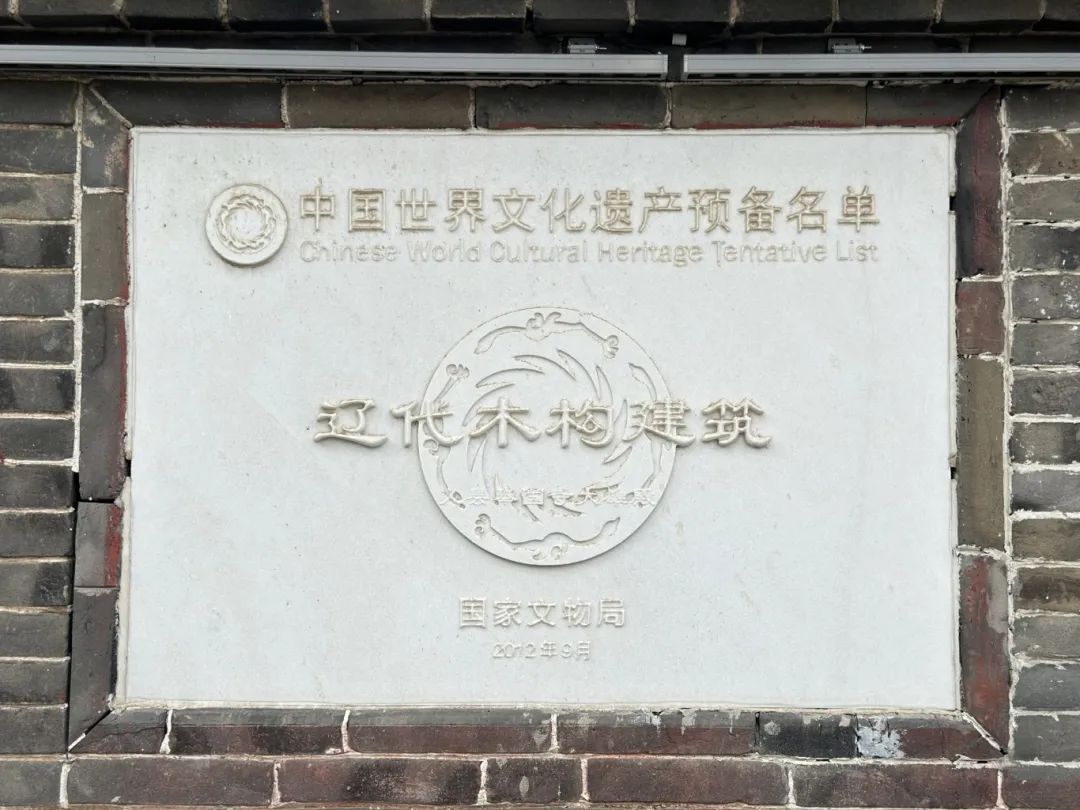 中国世界文化遗产预备名单
Chinese World Cultural Heritage Tentative List
辽代木构建筑
国家文物局
2012年9月